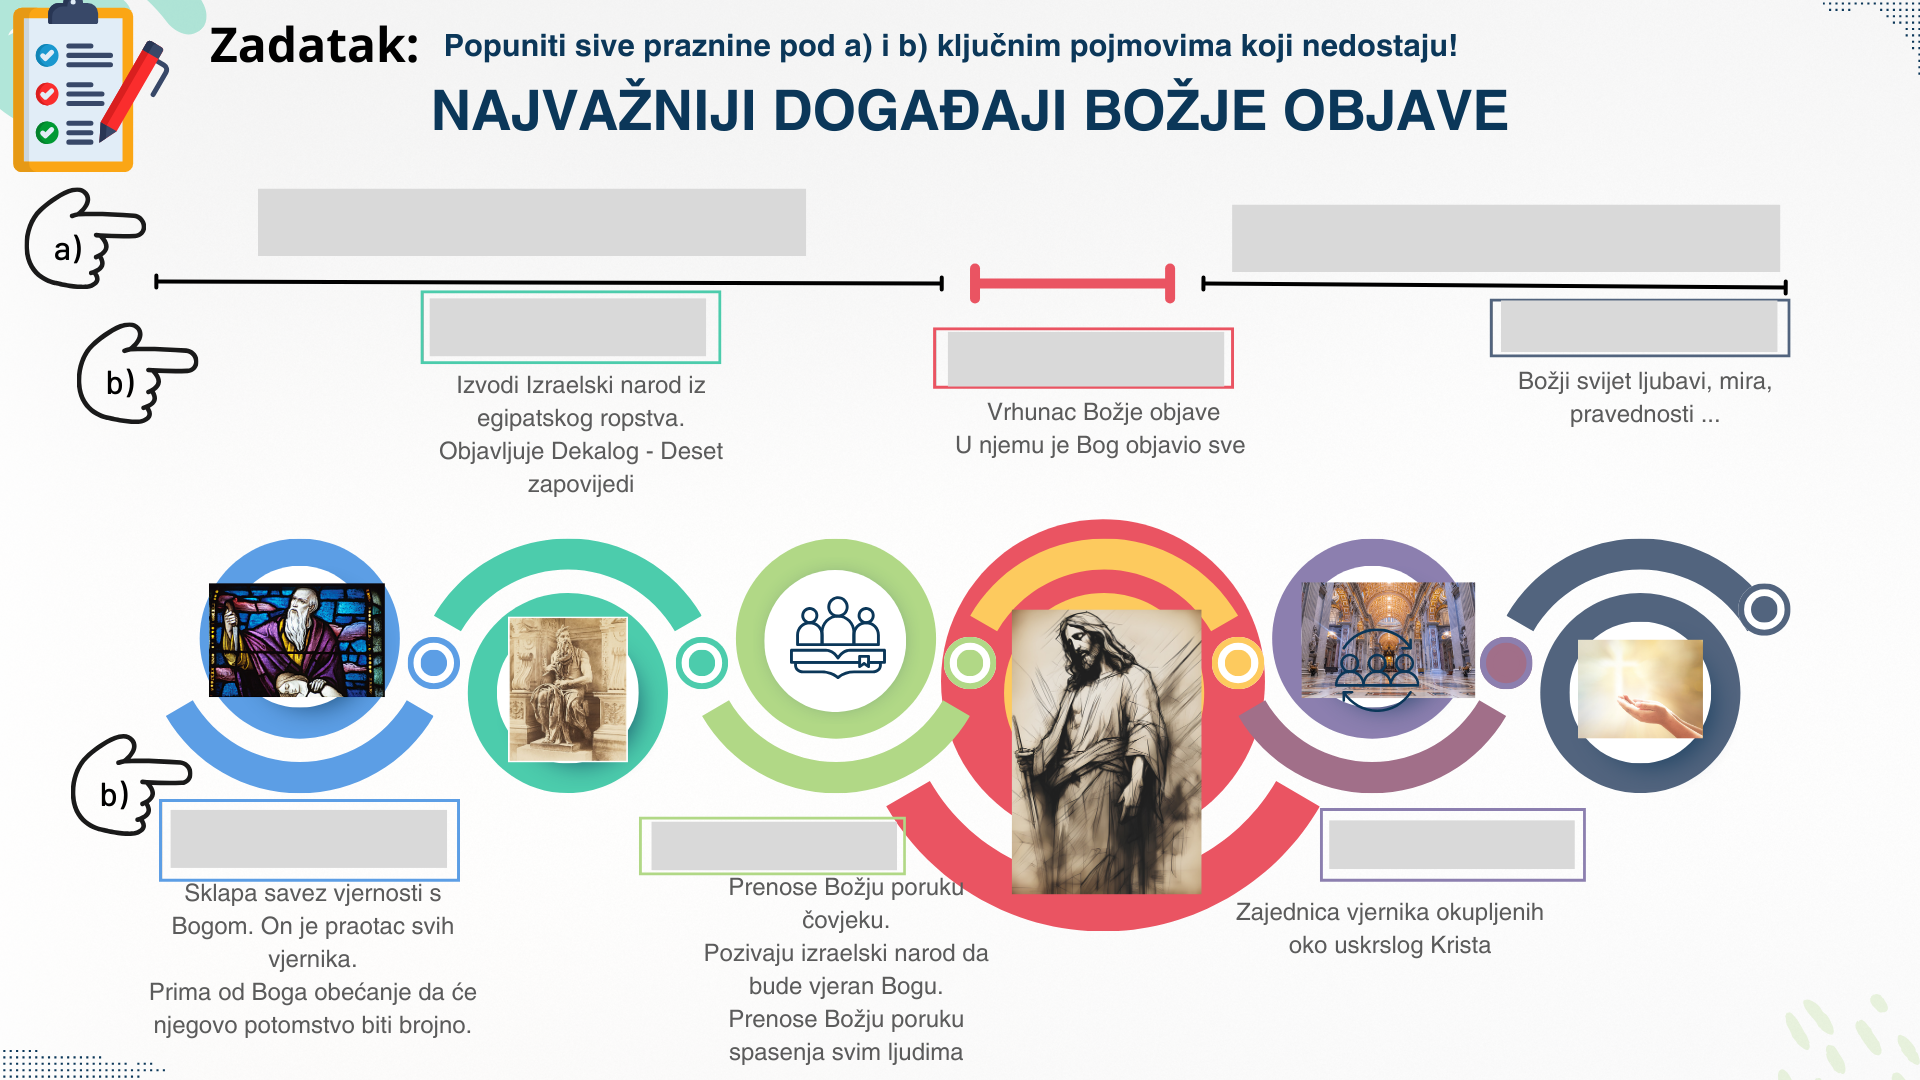 Zadatak: Popuniti sive praznine pod a) i b) ključnim pojmovima koji nedostaju!
NAJVAŽNIJI DOGAĐAJI BOŽJE OBJAVE
a)
b)
Izvodi Izraelski narod iz
egipatskog ropstva.
Objavljuje Dekalog - Deset
zapovijedi
Vrhunac Božje objave
U njemu je Bog objavio sve
Božji svijet ljubavi, mira,
pravednosti ...
b)
Sklapa savez vjernosti s
Bogom. On je praotac svih
vjernika.
Prima od Boga obećanje da će
njegovo potomstvo biti brojno.
Prenose Božju poruku
čovjeku.
Pozivaju izraelski narod da
bude vjeran Bogu.
Prenose Božju poruku
spasenja svim ljudima
Zajednica vjernika okupljenih
oko uskrslog Krista